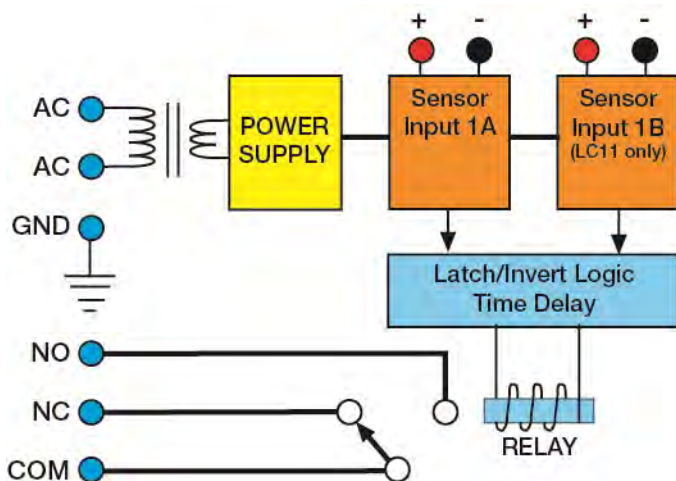 + - + -
AC
AC
GND
POWER
SUPPLY
Sensor
Input 1A
Sensor
Input 1B
(LC11 only)
Latch/Invert Logic
Time Delay
NO
NC
COM
RELAY